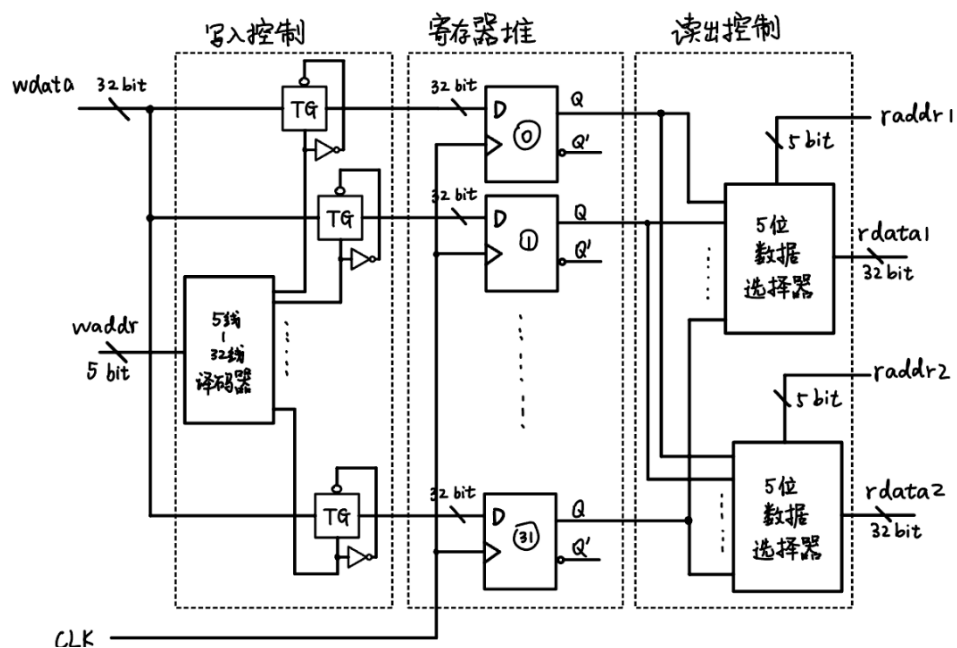 写入控制
寄存器堆
读出控制
wdata
32bit
TG
32 bit
D
Q
⓪
Q'
raddr1
5 bit
TG
32 bit
D
Q
①
Q'
5位
数据
选择器
rdata1
32 bit
waddr
5 bit
5线
|
32线
译码器
raddr2
5 bit
TG
32 bit
D
Q
㉛
Q'
5位
数据
选择器
rdata2
32 bit
CLK